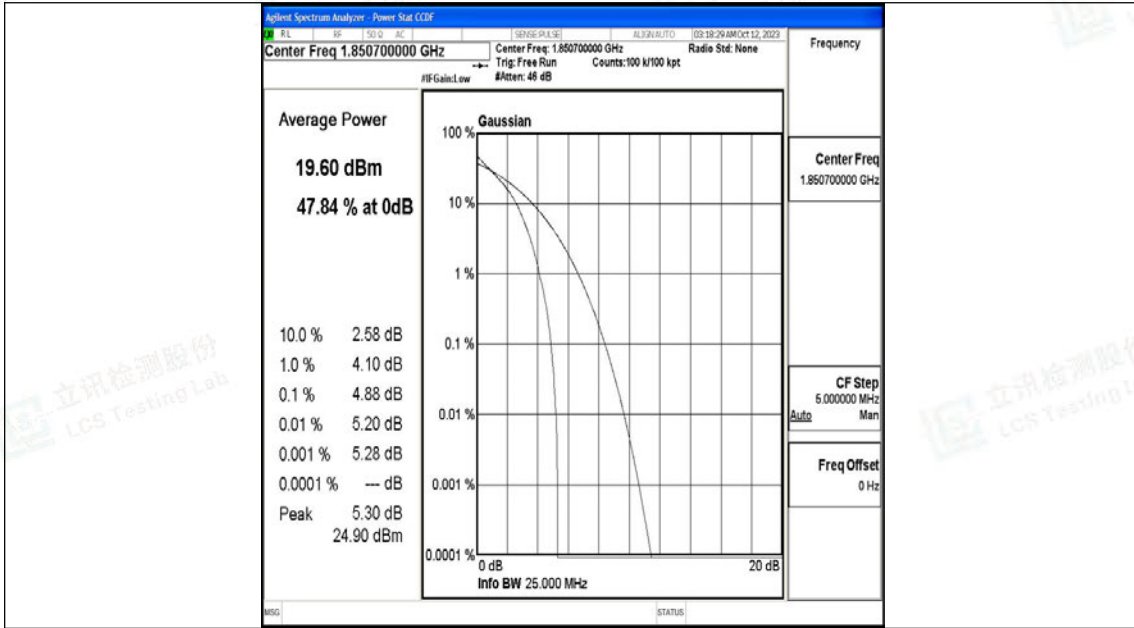 Agilent Spectrum Analyzer - Power Stat CCDF
RL RF 50 Ω AC SENSE:PULSE ALIGNAUTO 03:18:29 AM Oct 12, 2023
Center Freq 1.850700000 GHz
Center Freq: 1.850700000 GHz Radio Std: None
Trig: Free Run Counts:100 k/100 kpt
#IFGain:Low #Atten: 46 dB
Frequency
Average Power
19.60 dBm
47.84 % at 0dB
10.0 % 2.58 dB
1.0 % 4.10 dB
0.1 % 4.88 dB
0.01 % 5.20 dB
0.001 % 5.28 dB
0.0001 % --- dB
Peak 5.30 dB
24.90 dBm
Gaussian
100 %
10 %
1 %
0.1 %
0.01 %
0.001 %
0.0001 %
0 dB 20 dB
Info BW 25.000 MHz
Center Freq
1.850700000 GHz
CF Step
5.000000 MHz
Auto Man
Freq Offset
0 Hz
MSG STATUS
立讯检测股份
LCS Testing Lab
立讯检测股份
LCS Testing L